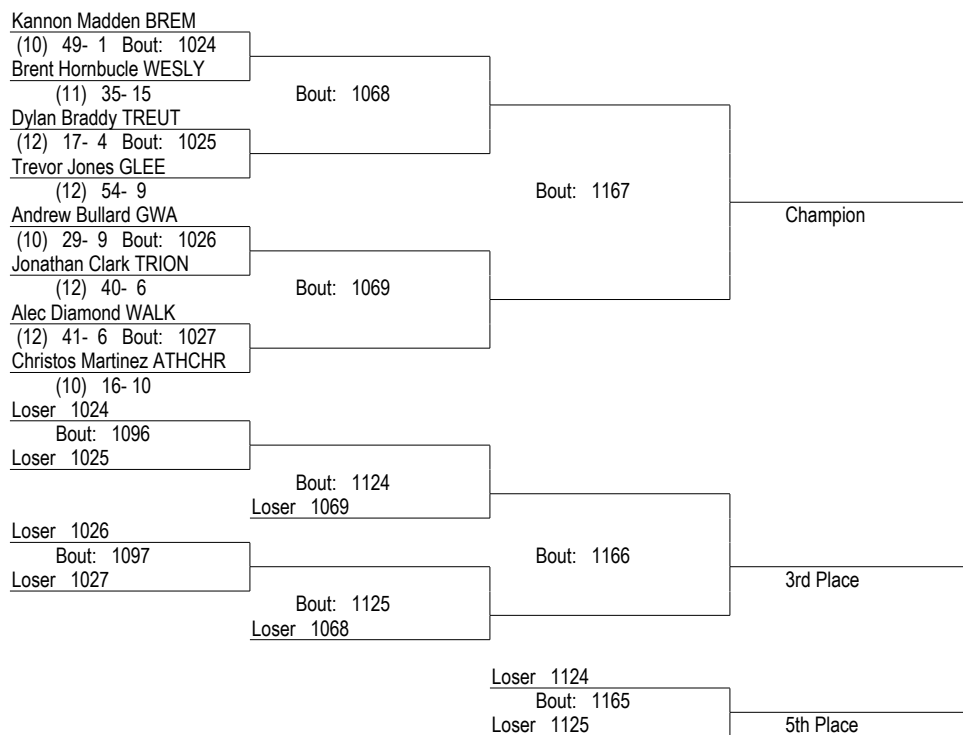 Kannon Madden BREM
(10) 49- 1 Bout: 1024
Brent Hornbucle WESLY
(11) 35- 15
Bout: 1068
Dylan Braddy TREUT
(12) 17- 4 Bout: 1025
Trevor Jones GLEE
(12) 54- 9
Bout: 1167
Andrew Bullard GWA
Champion
(10) 29- 9 Bout: 1026
Jonathan Clark TRION
(12) 40- 6
Bout: 1069
Alec Diamond WALK
(12) 41- 6 Bout: 1027
Christos Martinez ATHCHR
(10) 16- 10
Loser 1024
Bout: 1096
Loser 1025
Bout: 1124
Loser 1069
Loser 1026
Bout: 1097
Bout: 1166
Loser 1027
3rd Place
Bout: 1125
Loser 1068
Loser 1124
Bout: 1165
Loser 1125
5th Place